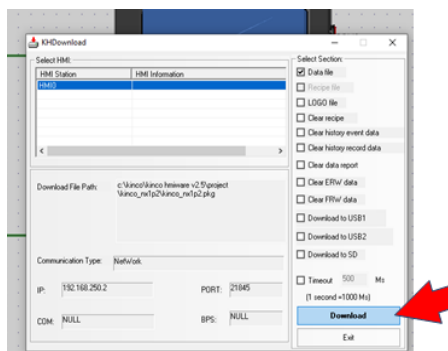 KHDownload
Select HMI:
HMI Station HMI Information
HMI0
Download File Path: c:\kinco\kinco hmiware v2.5\project
\kinco_nx1p2\kinco_nx1p2.pkg
Communication Type: NetWork
IP: 192.168.250.2 PORT: 21845
COM: NULL BPS: NULL
Select Section:
Data file
Recipe file
LOGO file
Clear recipe
Clear history event data
Clear history record data
Clear data report
Clear ERW data
Clear FRW data
Download to USB1
Download to USB2
Download to SD
Timeout 500 Ms
(1 second =1000 Ms)
Download
Exit